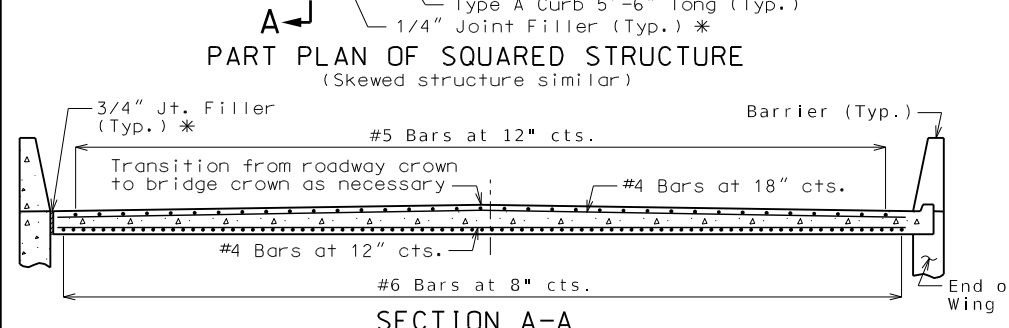 Type A Curb 5'-6" long (Typ.)
A
1/4" Joint Filler (Typ.) *
PART PLAN OF SQUARED STRUCTURE
(Skewed structure similar)
3/4" Jt. Filler
(Typ.) *
Barrier (Typ.)
#5 Bars at 12" cts.
Transition from roadway crown
to bridge crown as necessary
#4 Bars at 18" cts.
#4 Bars at 12" cts.
#6 Bars at 8" cts.
End o
Wing
SECTION A-A